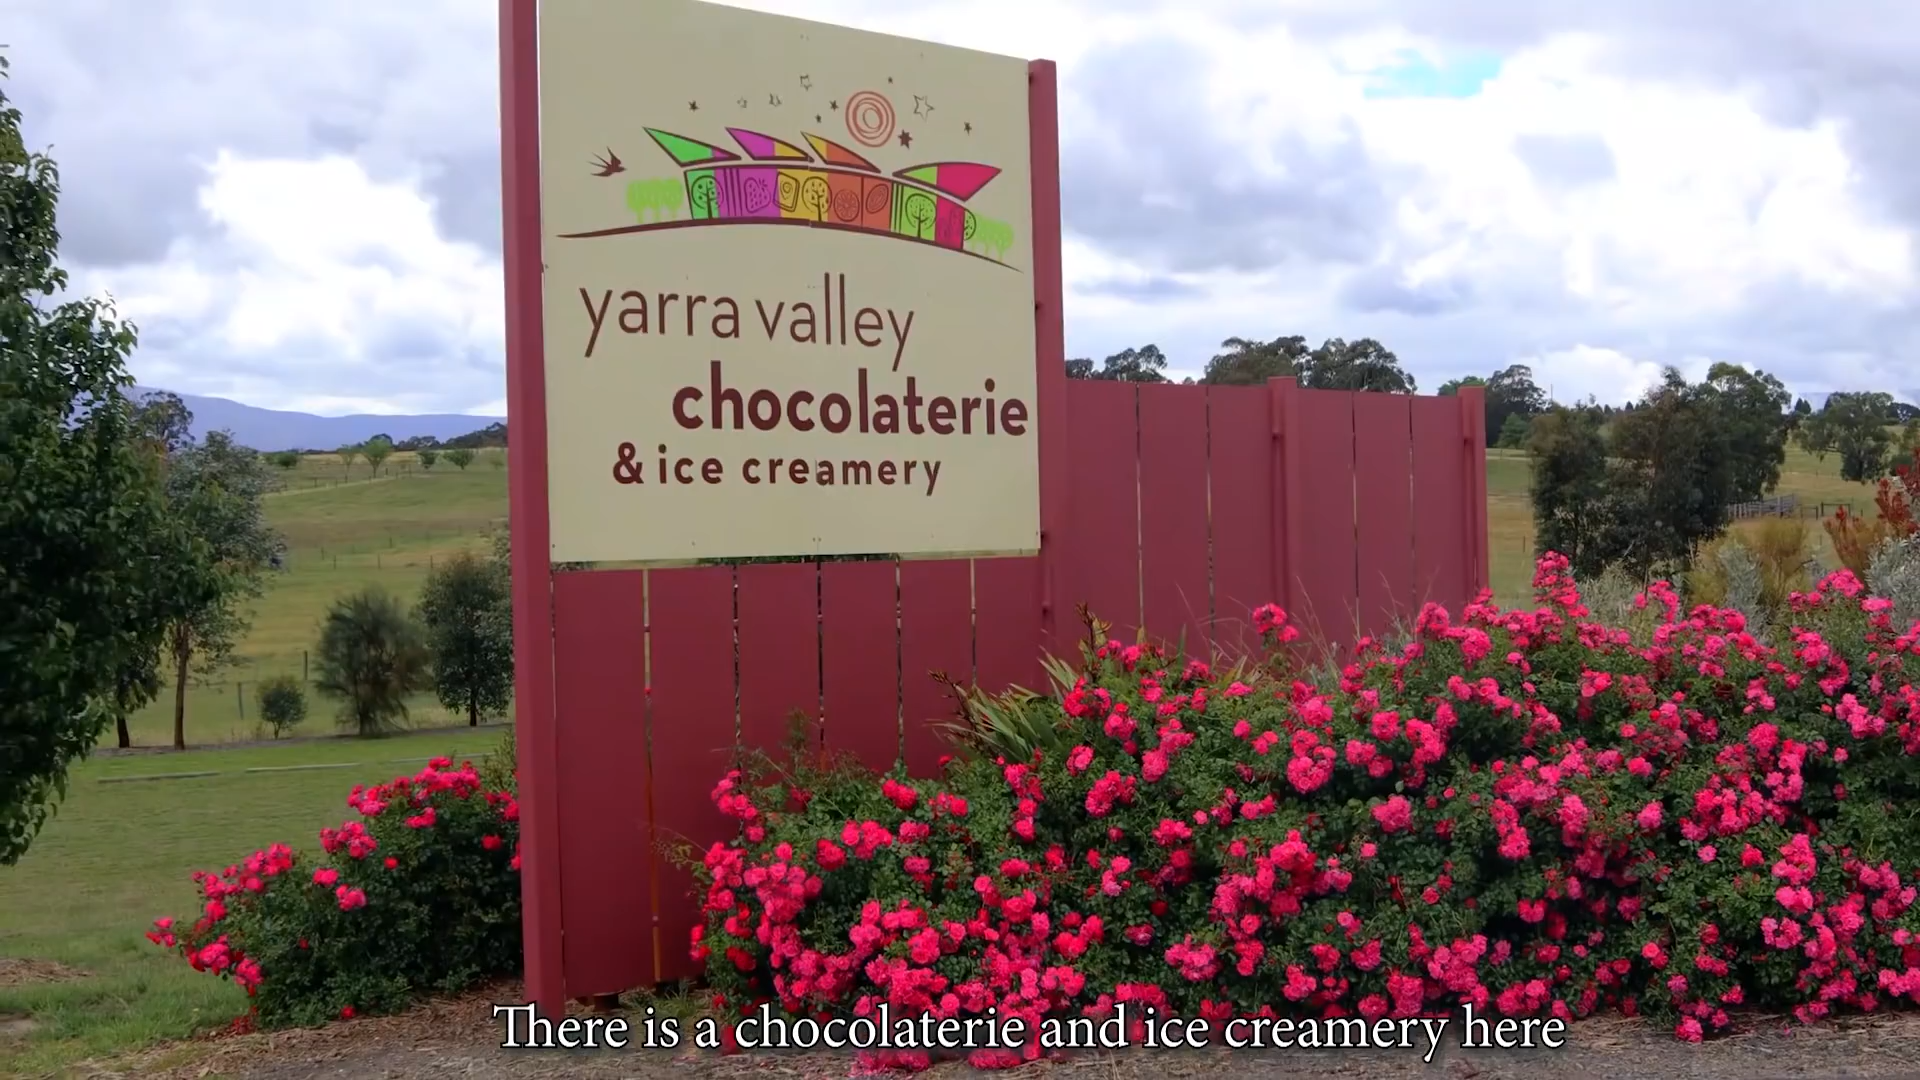 yarra valley
chocolaterie
& ice creamery
There is a chocolaterie and ice creamery here